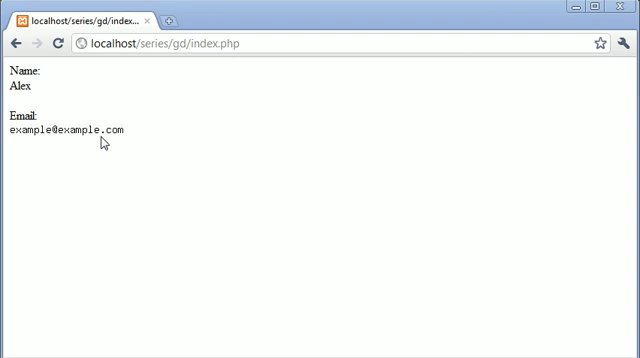 localhost/series/gd/index...
localhost/series/gd/index.php
Name:
Alex
Email:
example@example.com